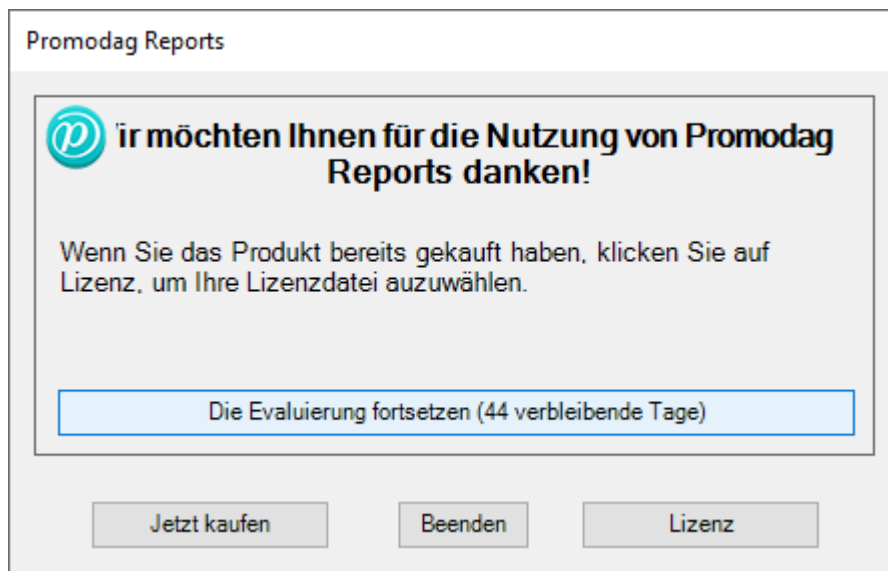 Promodag Reports
ir möchten Ihnen für die Nutzung von Promodag
Reports danken!
Wenn Sie das Produkt bereits gekauft haben, klicken Sie auf
Lizenz, um Ihre Lizenzdatei auzuwählen.
Die Evaluierung fortsetzen (44 verbleibende Tage)
Jetzt kaufen Beenden Lizenz